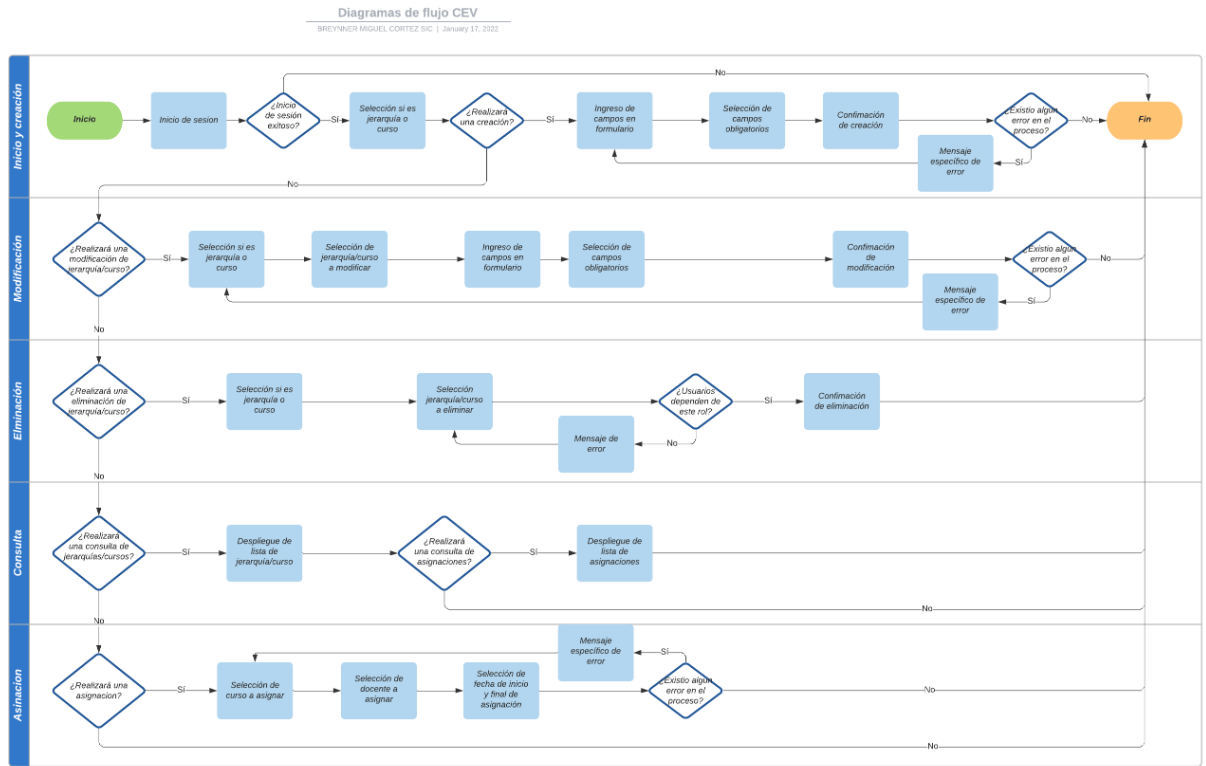 Diagramas de flujo CEV
BREYNNER MIGUEL CORTEZ SIC | January 17, 2022
Inicio y creación
Inicio
Inicio de sesion
¿Inicio
de sesión
exitoso?
No
Sí
Selección si es
jerarquía o
curso
¿Realizará
una creación?
Sí
No
Ingreso de
campos en
formulario
Selección de
campos
obligatorios
Confimación
de creación
¿Existio algún
error en el
proceso?
No
Sí
Mensaje
específico de
error
Fin
Modificación
¿Realizará una
modificación de
jerarquía/curso?
Sí
No
Selección si es
jerarquía o
curso
Selección de
jerarquía/curso
a modificar
Ingreso de
campos en
formulario
Selección de
campos
obligatorios
Confimación
de
modificación
¿Existio algún
error en el
proceso?
No
Sí
Mensaje
específico de
error
Elminación
¿Realizará una
eliminación de
jerarquía/curso?
Sí
No
Selección si es
jerarquía o
curso
Selección
jerarquía/curso
a eliminar
¿Usuarios
dependen de
este rol?
Sí
No
Mensaje de
error
Confimación
de eliminación
Consulta
¿Realizará
una consulta de
jerarquías/cursos?
Sí
No
Despliegue de
lista de
jerarquía/curso
¿Realizará
una consulta de
asignaciones?
Sí
No
Despliegue de
lista de
asignaciones
Asinacion
¿Realizará una
asignacion?
Sí
No
Selección de
curso a asignar
Selección de
docente a
asignar
Selección de
fecha de inicio
y final de
asignación
¿Existio algún
error en el
proceso?
Sí
No
Mensaje
específico de
error